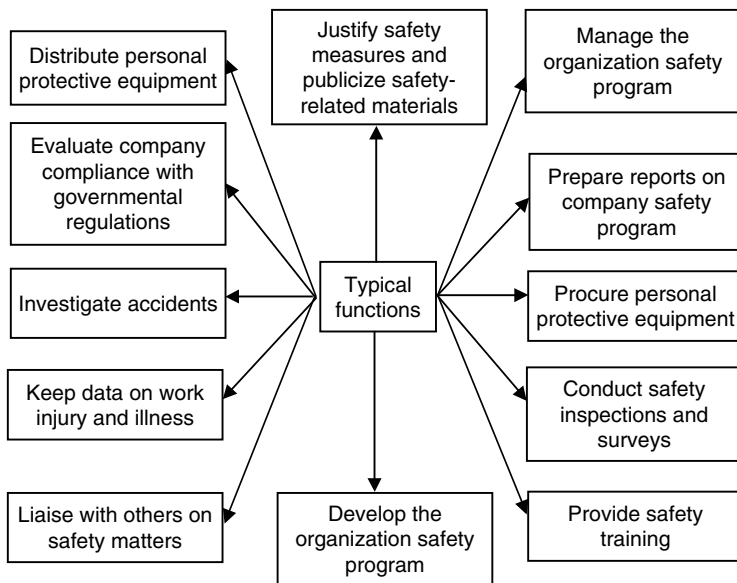 Distribute personal
protective equipment
Justify safety
measures and
publicize safety-
related materials
Manage the
organization safety
program
Evaluate company
compliance with
governmental
regulations
Prepare reports on
company safety
program
Investigate accidents
Typical
functions
Procure personal
protective equipment
Keep data on work
injury and illness
Conduct safety
inspections and
surveys
Liaise with others on
safety matters
Develop the
organization safety
program
Provide safety
training